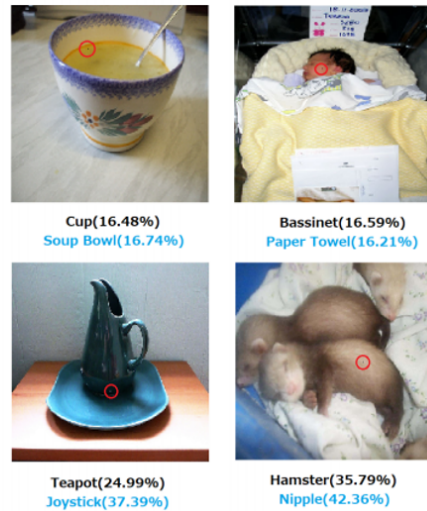 Cup(16.48%)
Soup Bowl(16.74%)
Bassinet(16.59%)
Paper Towel(16.21%)
Teapot(24.99%)
Joystick(37.39%)
Hamster(35.79%)
Nipple(42.36%)